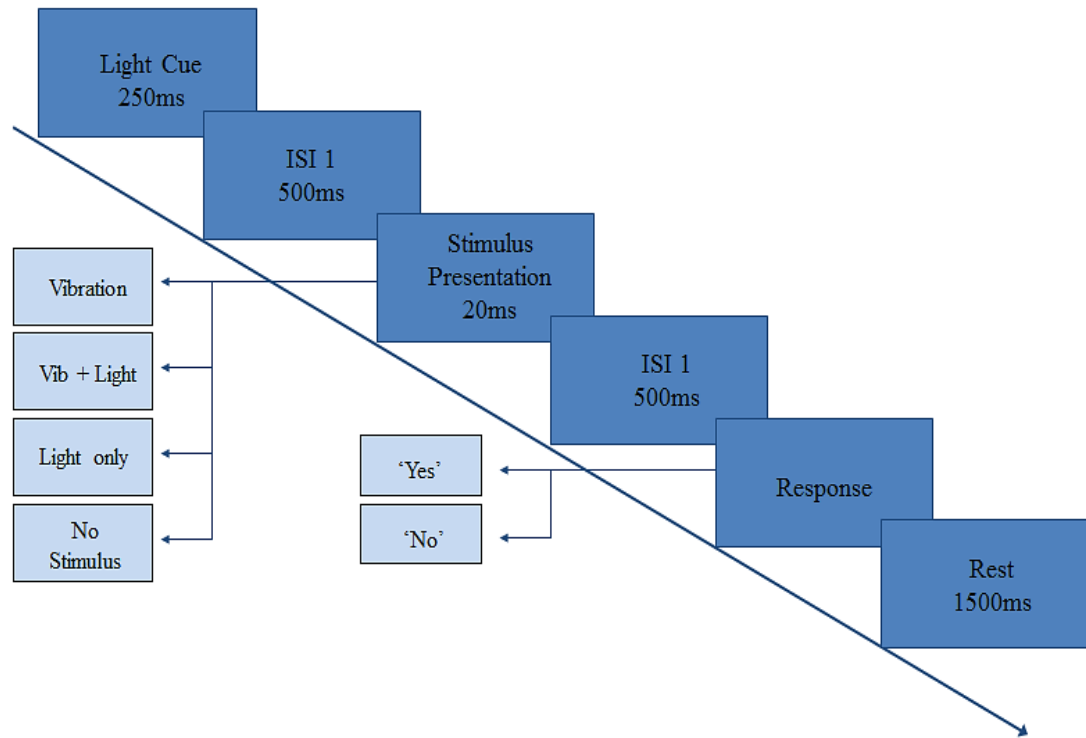 Light Cue
250ms
ISI 1
500ms
Stimulus
Presentation
20ms
Vibration
Vib + Light
Light only
No
Stimulus
ISI 1
500ms
‘Yes’
‘No’
Response
Rest
1500ms